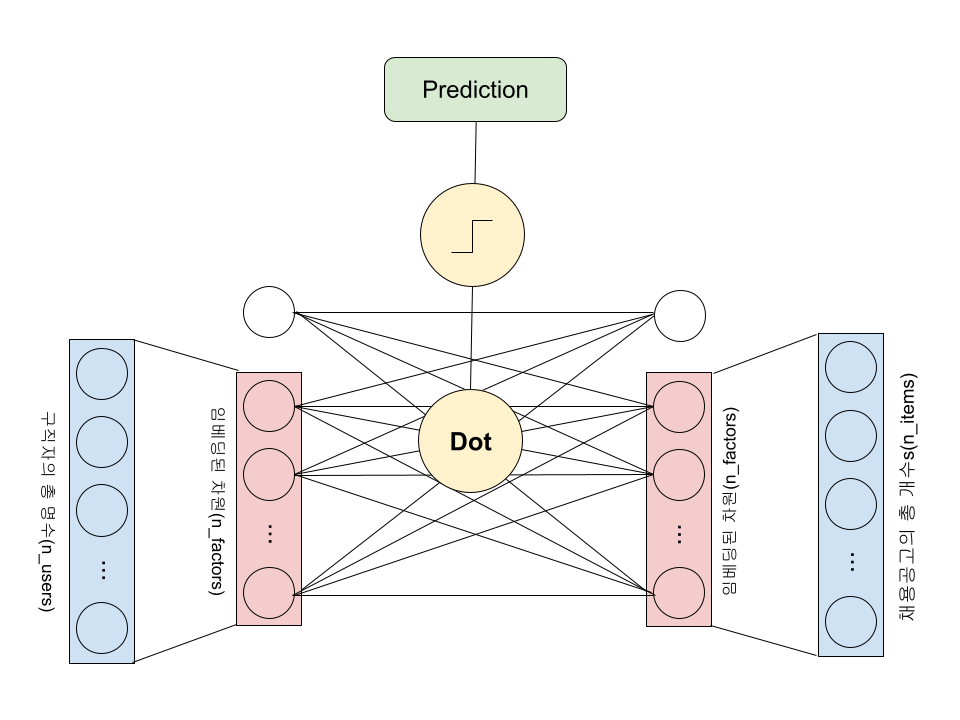 Prediction
Dot
구직자의 총 명수(n_users)
임베딩된 차원(n_factors)
...
...
임베딩된 차원(n_factors)
채용공고의 총 개수s(n_items)
...
...